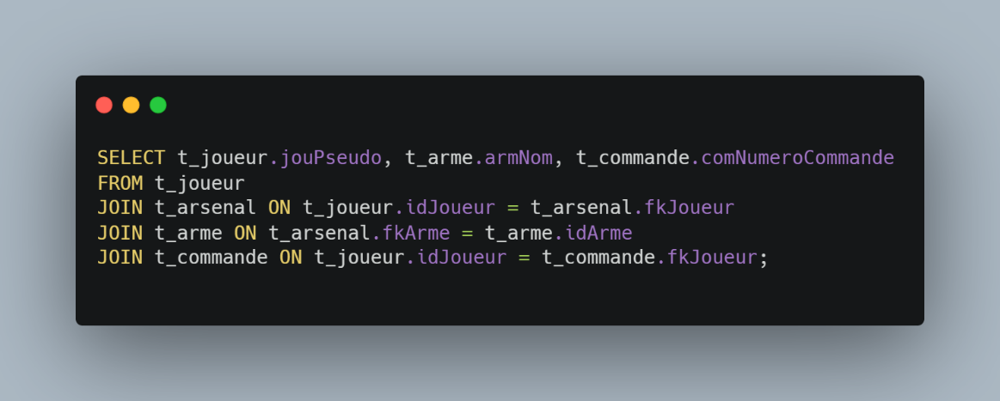 SELECT t_joueur.jouPseudo, t_arme.armNom, t_commande.comNumeroCommande
FROM t_joueur
JOIN t_arsenal ON t_joueur.idJoueur = t_arsenal.fkJoueur
JOIN t_arme ON t_arsenal.fkArme = t_arme.idArme
JOIN t_commande ON t_joueur.idJoueur = t_commande.fkJoueur;